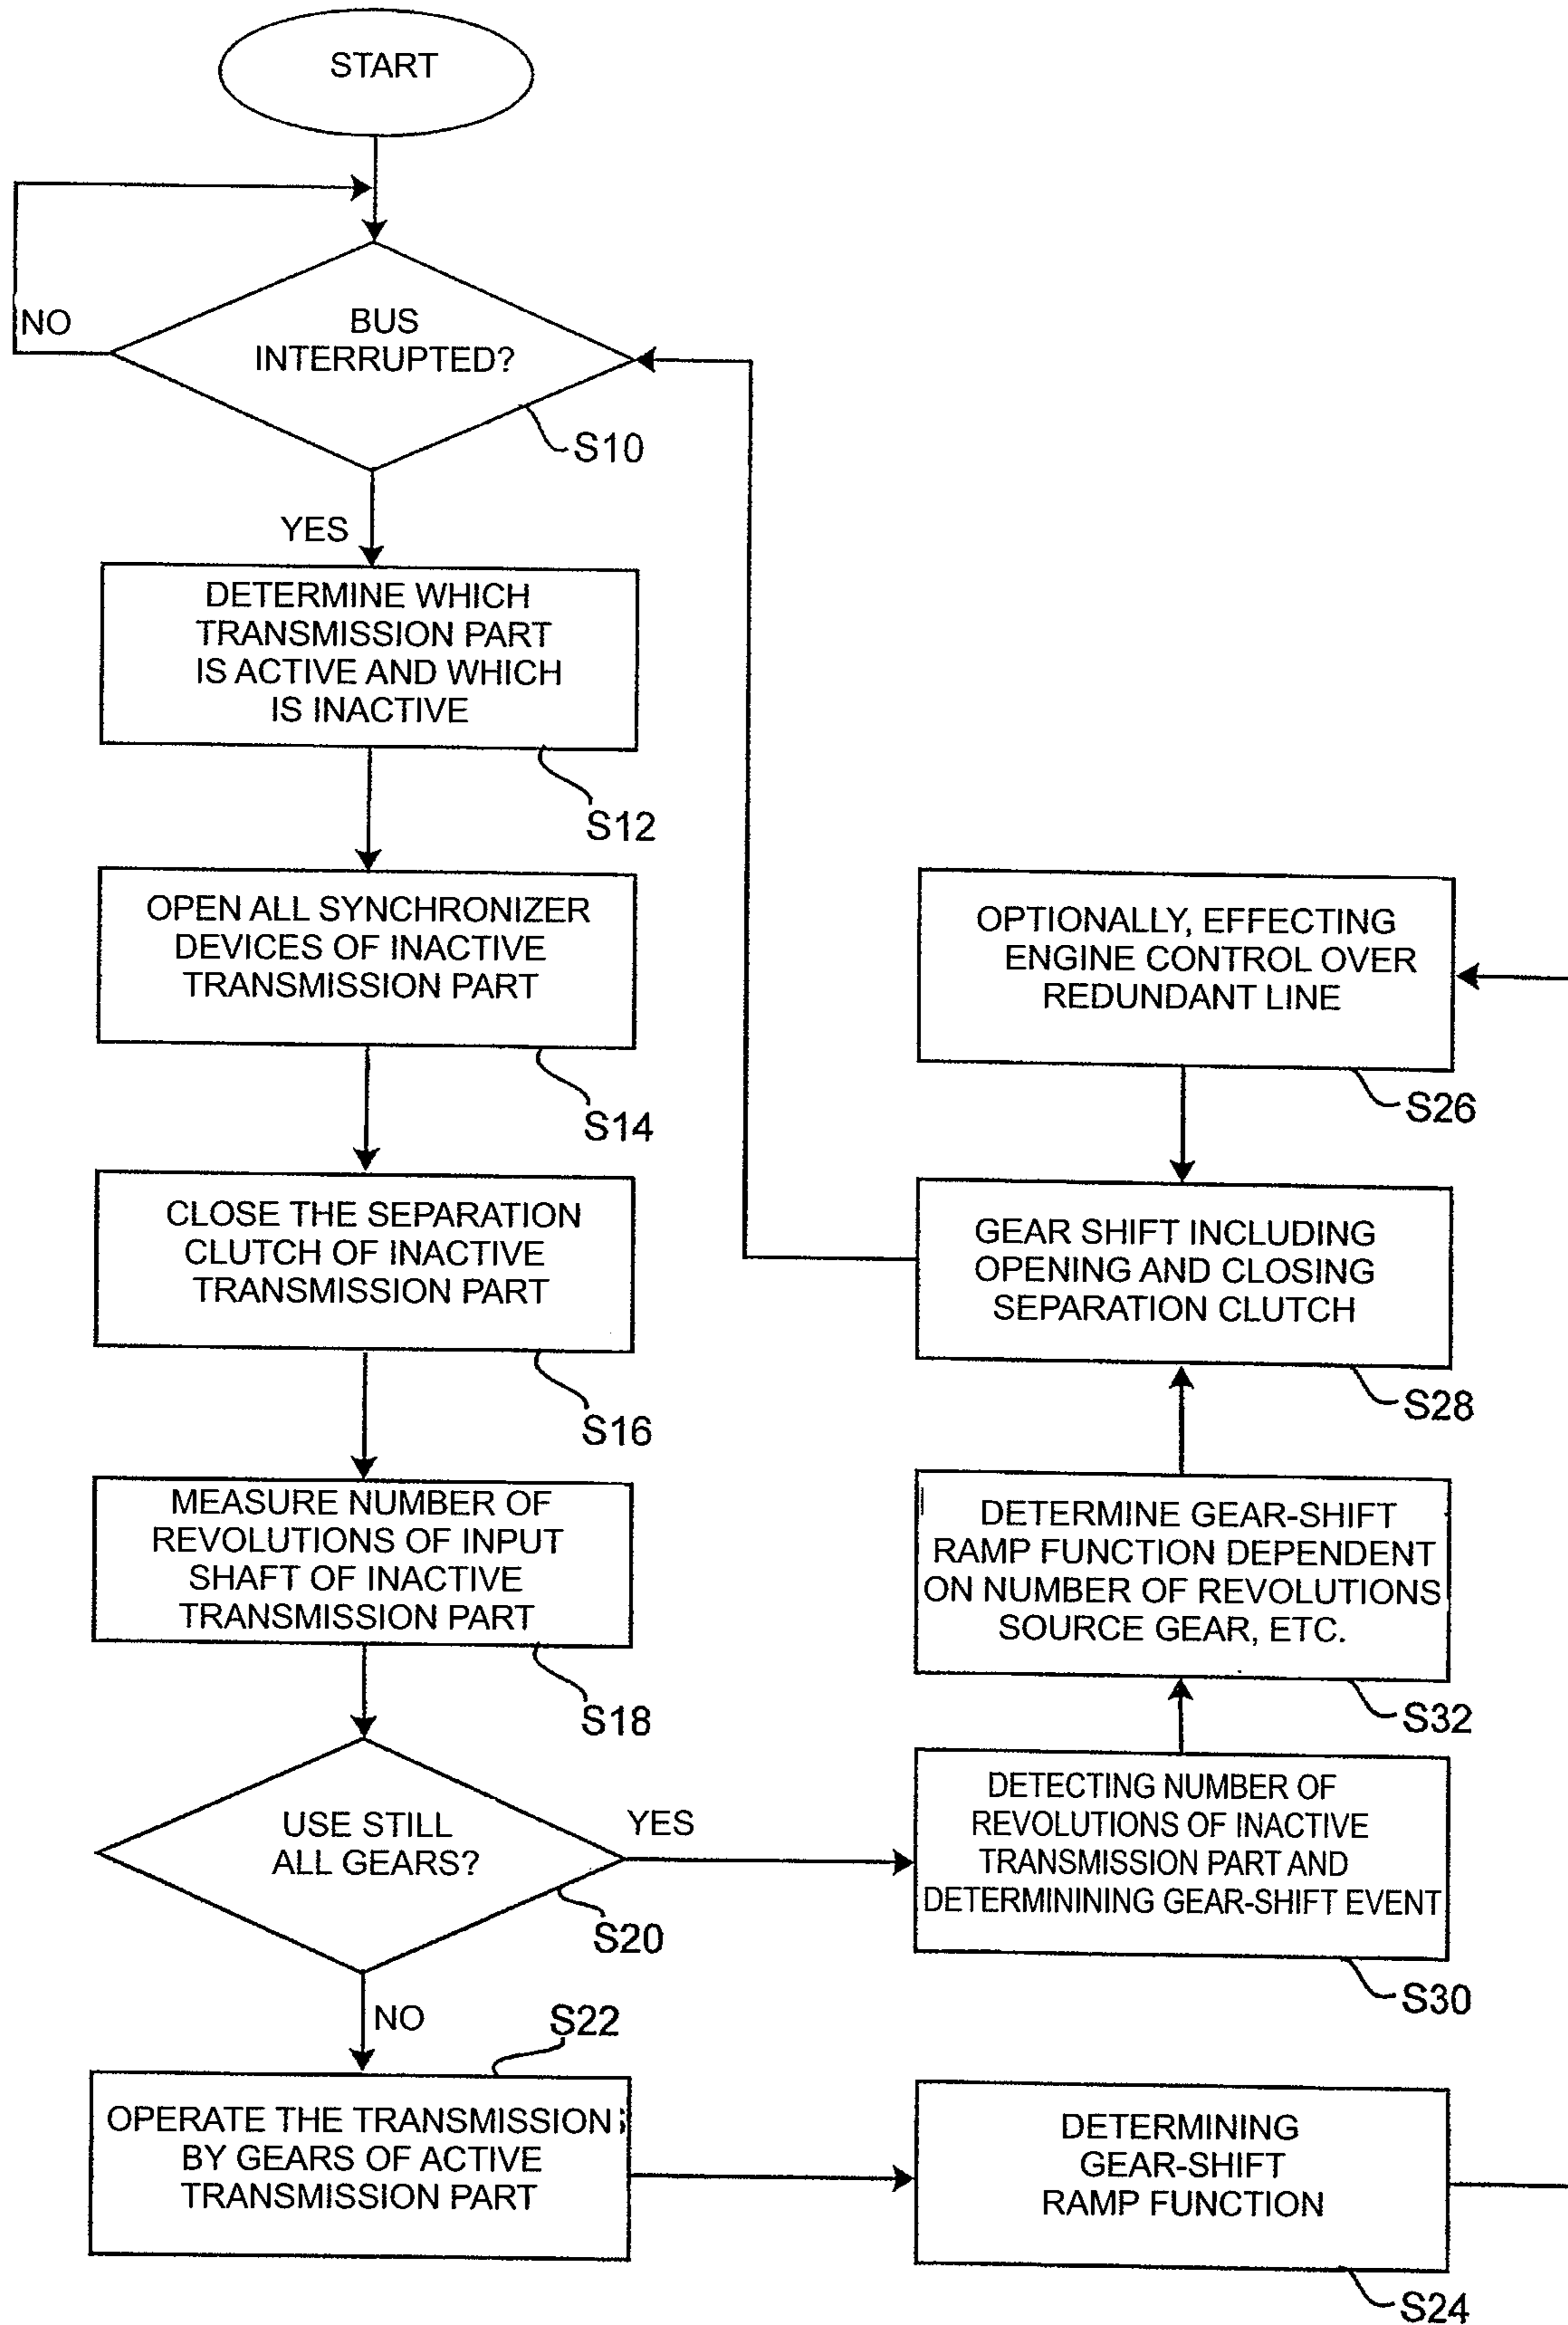 START
NO
BUS
INTERRUPTED?
S10
YES
DETERMINE WHICH
TRANSMISSION PART
IS ACTIVE AND WHICH
IS INACTIVE
S12
OPEN ALL SYNCHRONIZER
DEVICES OF INACTIVE
TRANSMISSION PART
S14
CLOSE THE SEPARATION
CLUTCH OF INACTIVE
TRANSMISSION PART
S16
MEASURE NUMBER OF
REVOLUTIONS OF INPUT
SHAFT OF INACTIVE
TRANSMISSION PART
S18
USE STILL
ALL GEARS?
YES
S20
NO
S22
OPERATE THE TRANSMISSION
BY GEARS OF ACTIVE
TRANSMISSION PART
OPTIONALLY, EFFECTING
ENGINE CONTROL OVER
REDUNDANT LINE
S26
GEAR SHIFT INCLUDING
OPENING AND CLOSING
SEPARATION CLUTCH
S28
DETERMINE GEAR-SHIFT
RAMP FUNCTION DEPENDENT
ON NUMBER OF REVOLUTIONS
SOURCE GEAR, ETC.
S32
DETECTING NUMBER OF
REVOLUTIONS OF INACTIVE
TRANSMISSION PART AND
DETERMININING GEAR-SHIFT EVENT
S30
DETERMINING
GEAR-SHIFT
RAMP FUNCTION
S24